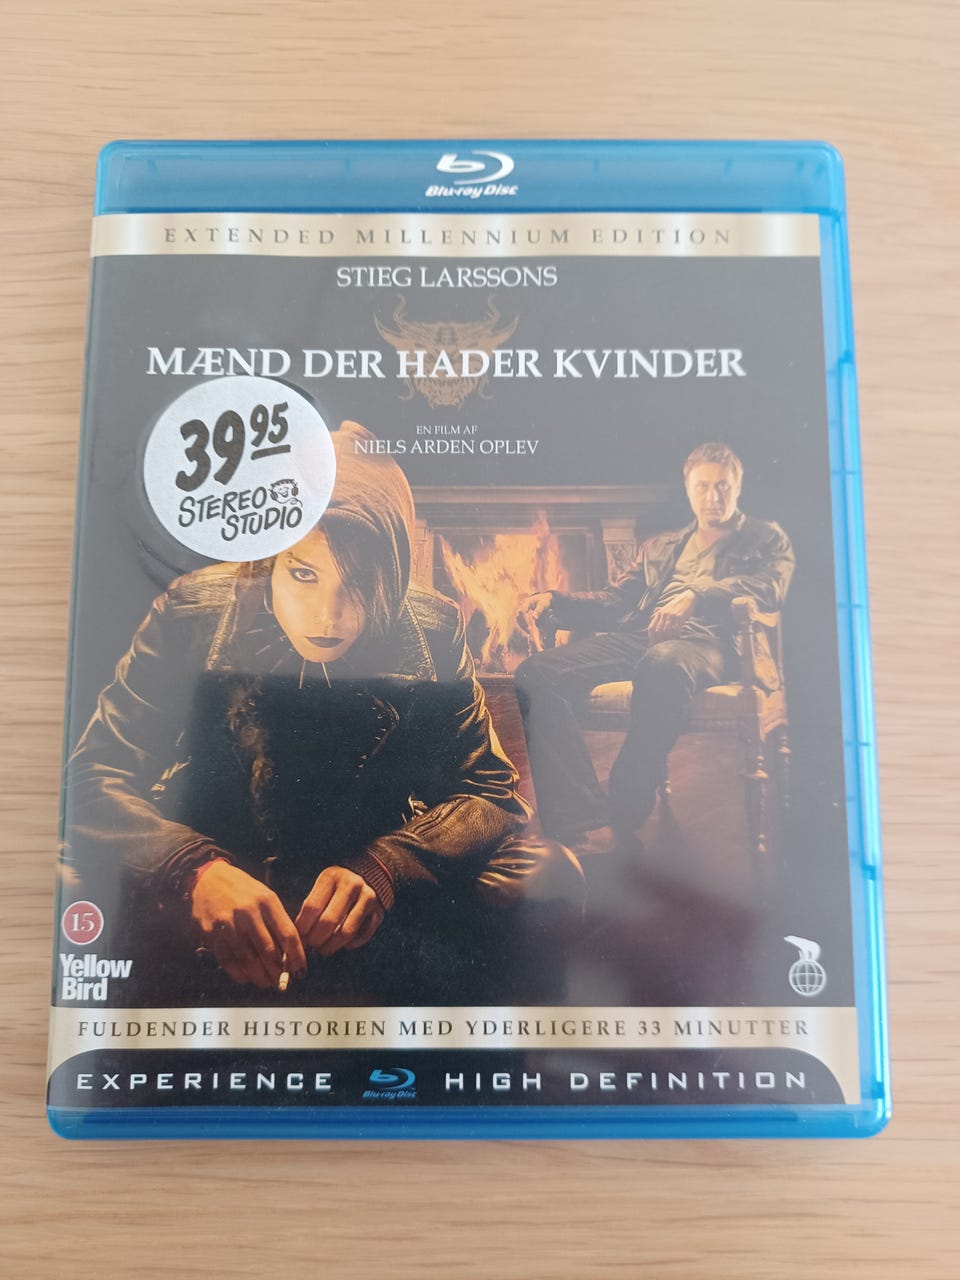 Blu-ray Disc
EXTENDED MILLENNIUM EDITION
STIEG LARSSONS
MÆND DER HADER KVINDER
EN FILM AF
NIELS ARDEN OPLEV
39 95
STEREO
STUDIO
15
Yellow
Bird
FULDENDER HISTORIEN MED YDERLIGERE 33 MINUTTER
EXPERIENCE Blu-ray Disc HIGH DEFINITION